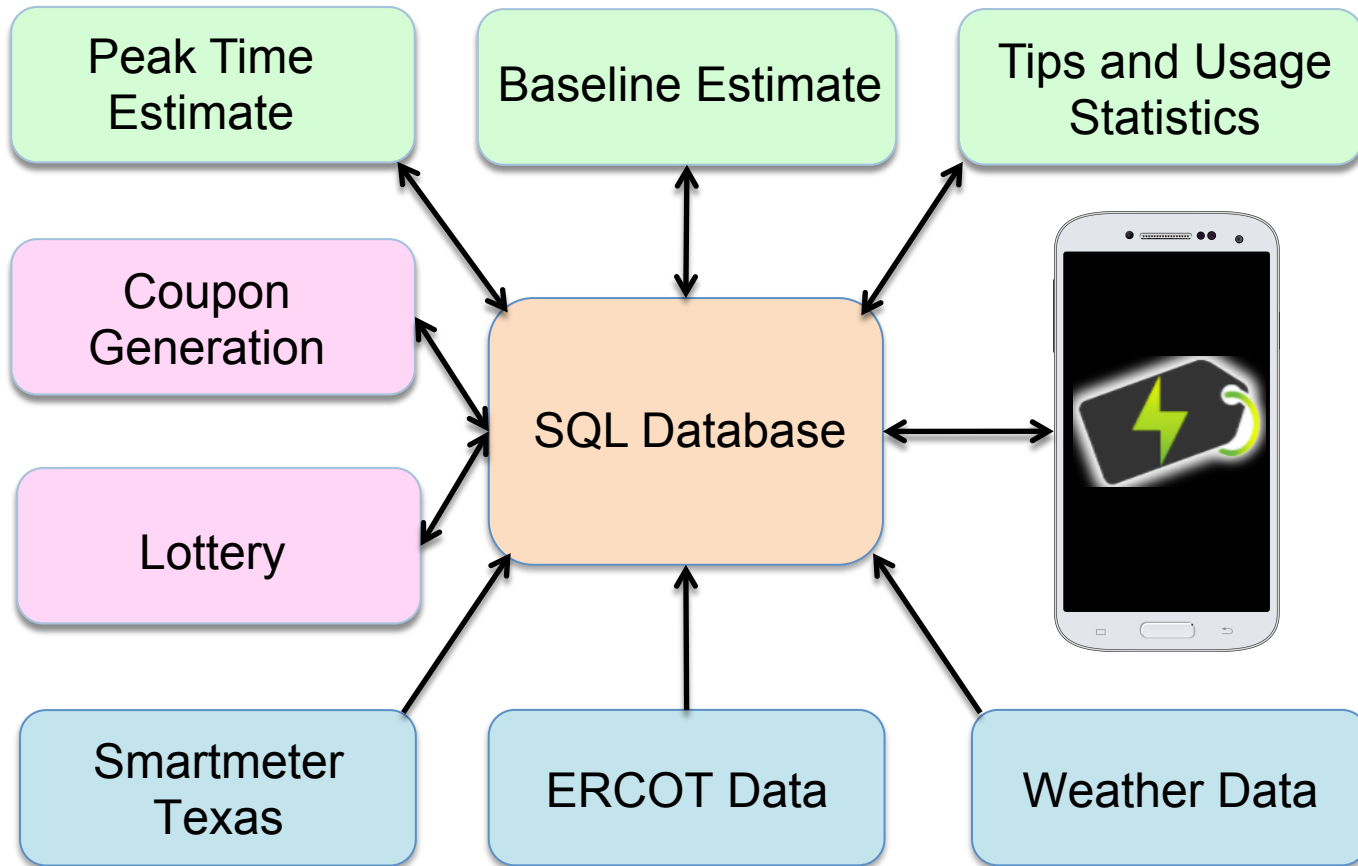 Peak Time
Estimate
Baseline Estimate
Tips and Usage
Statistics
Coupon
Generation
SQL Database
Lottery
Smartmeter
Texas
ERCOT Data
Weather Data